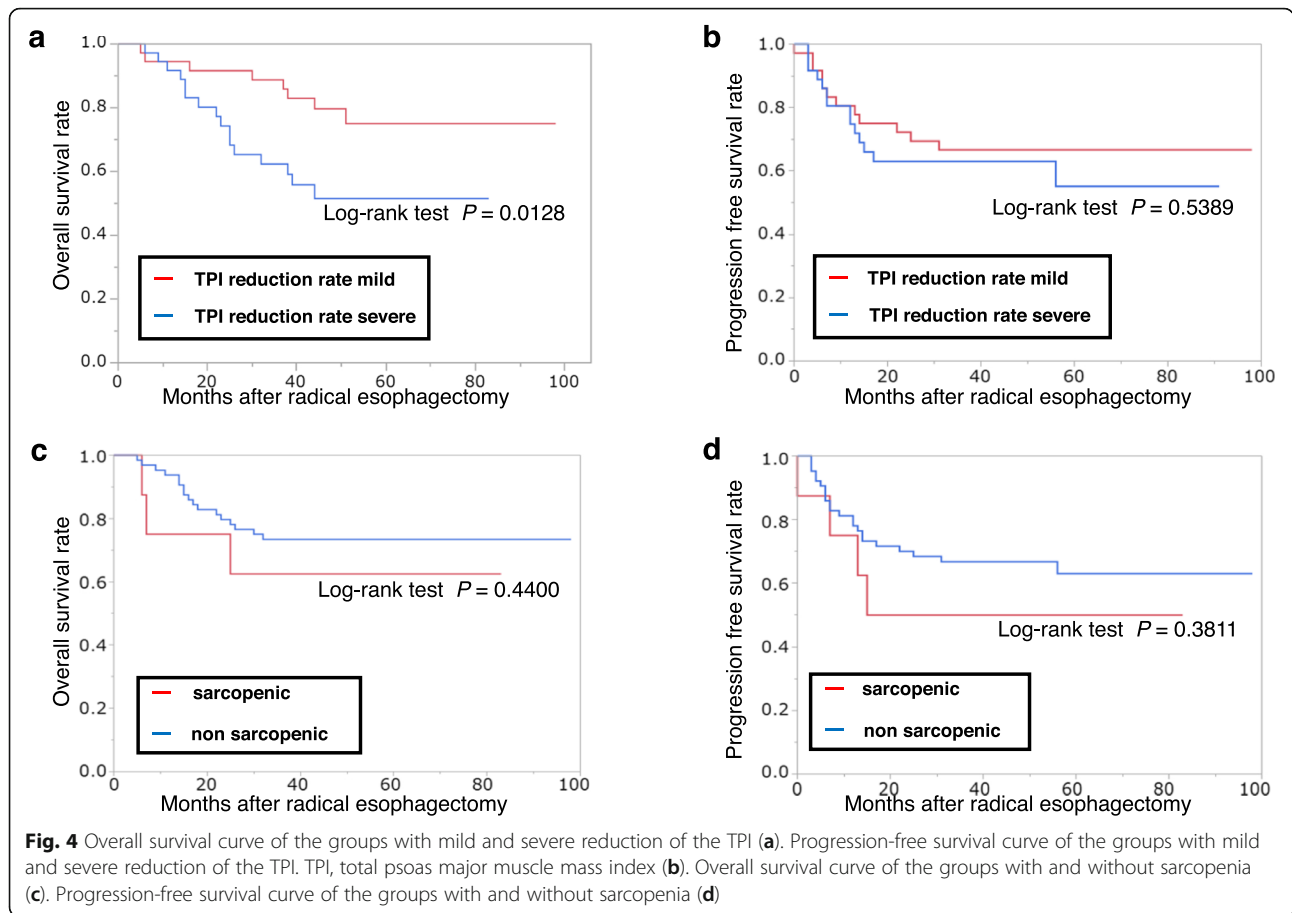 a
Overall survival rate
1.0
0.8
0.6
0.4
0.2
0.0
Log-rank test P = 0.0128
TPI reduction rate mild
TPI reduction rate severe
0 20 40 60 80 100
Months after radical esophagectomy
b
Progression free survival rate
1.0
0.8
0.6
0.4
0.2
0.0
Log-rank test P = 0.5389
TPI reduction rate mild
TPI reduction rate severe
0 20 40 60 80 100
Months after radical esophagectomy
c
Overall survival rate
1.0
0.8
0.6
0.4
0.2
0.0
Log-rank test P = 0.4400
sarcopenic
non sarcopenic
0 20 40 60 80 100
Months after radical esophagectomy
d
Progression free survival rate
1.0
0.8
0.6
0.4
0.2
0.0
Log-rank test P = 0.3811
sarcopenic
non sarcopenic
0 20 40 60 80 100
Months after radical esophagectomy
Fig. 4 Overall survival curve of the groups with mild and severe reduction of the TPI (a). Progression-free survival curve of the groups with mild
and severe reduction of the TPI. TPI, total psoas major muscle mass index (b). Overall survival curve of the groups with and without sarcopenia
(c). Progression-free survival curve of the groups with and without sarcopenia (d)